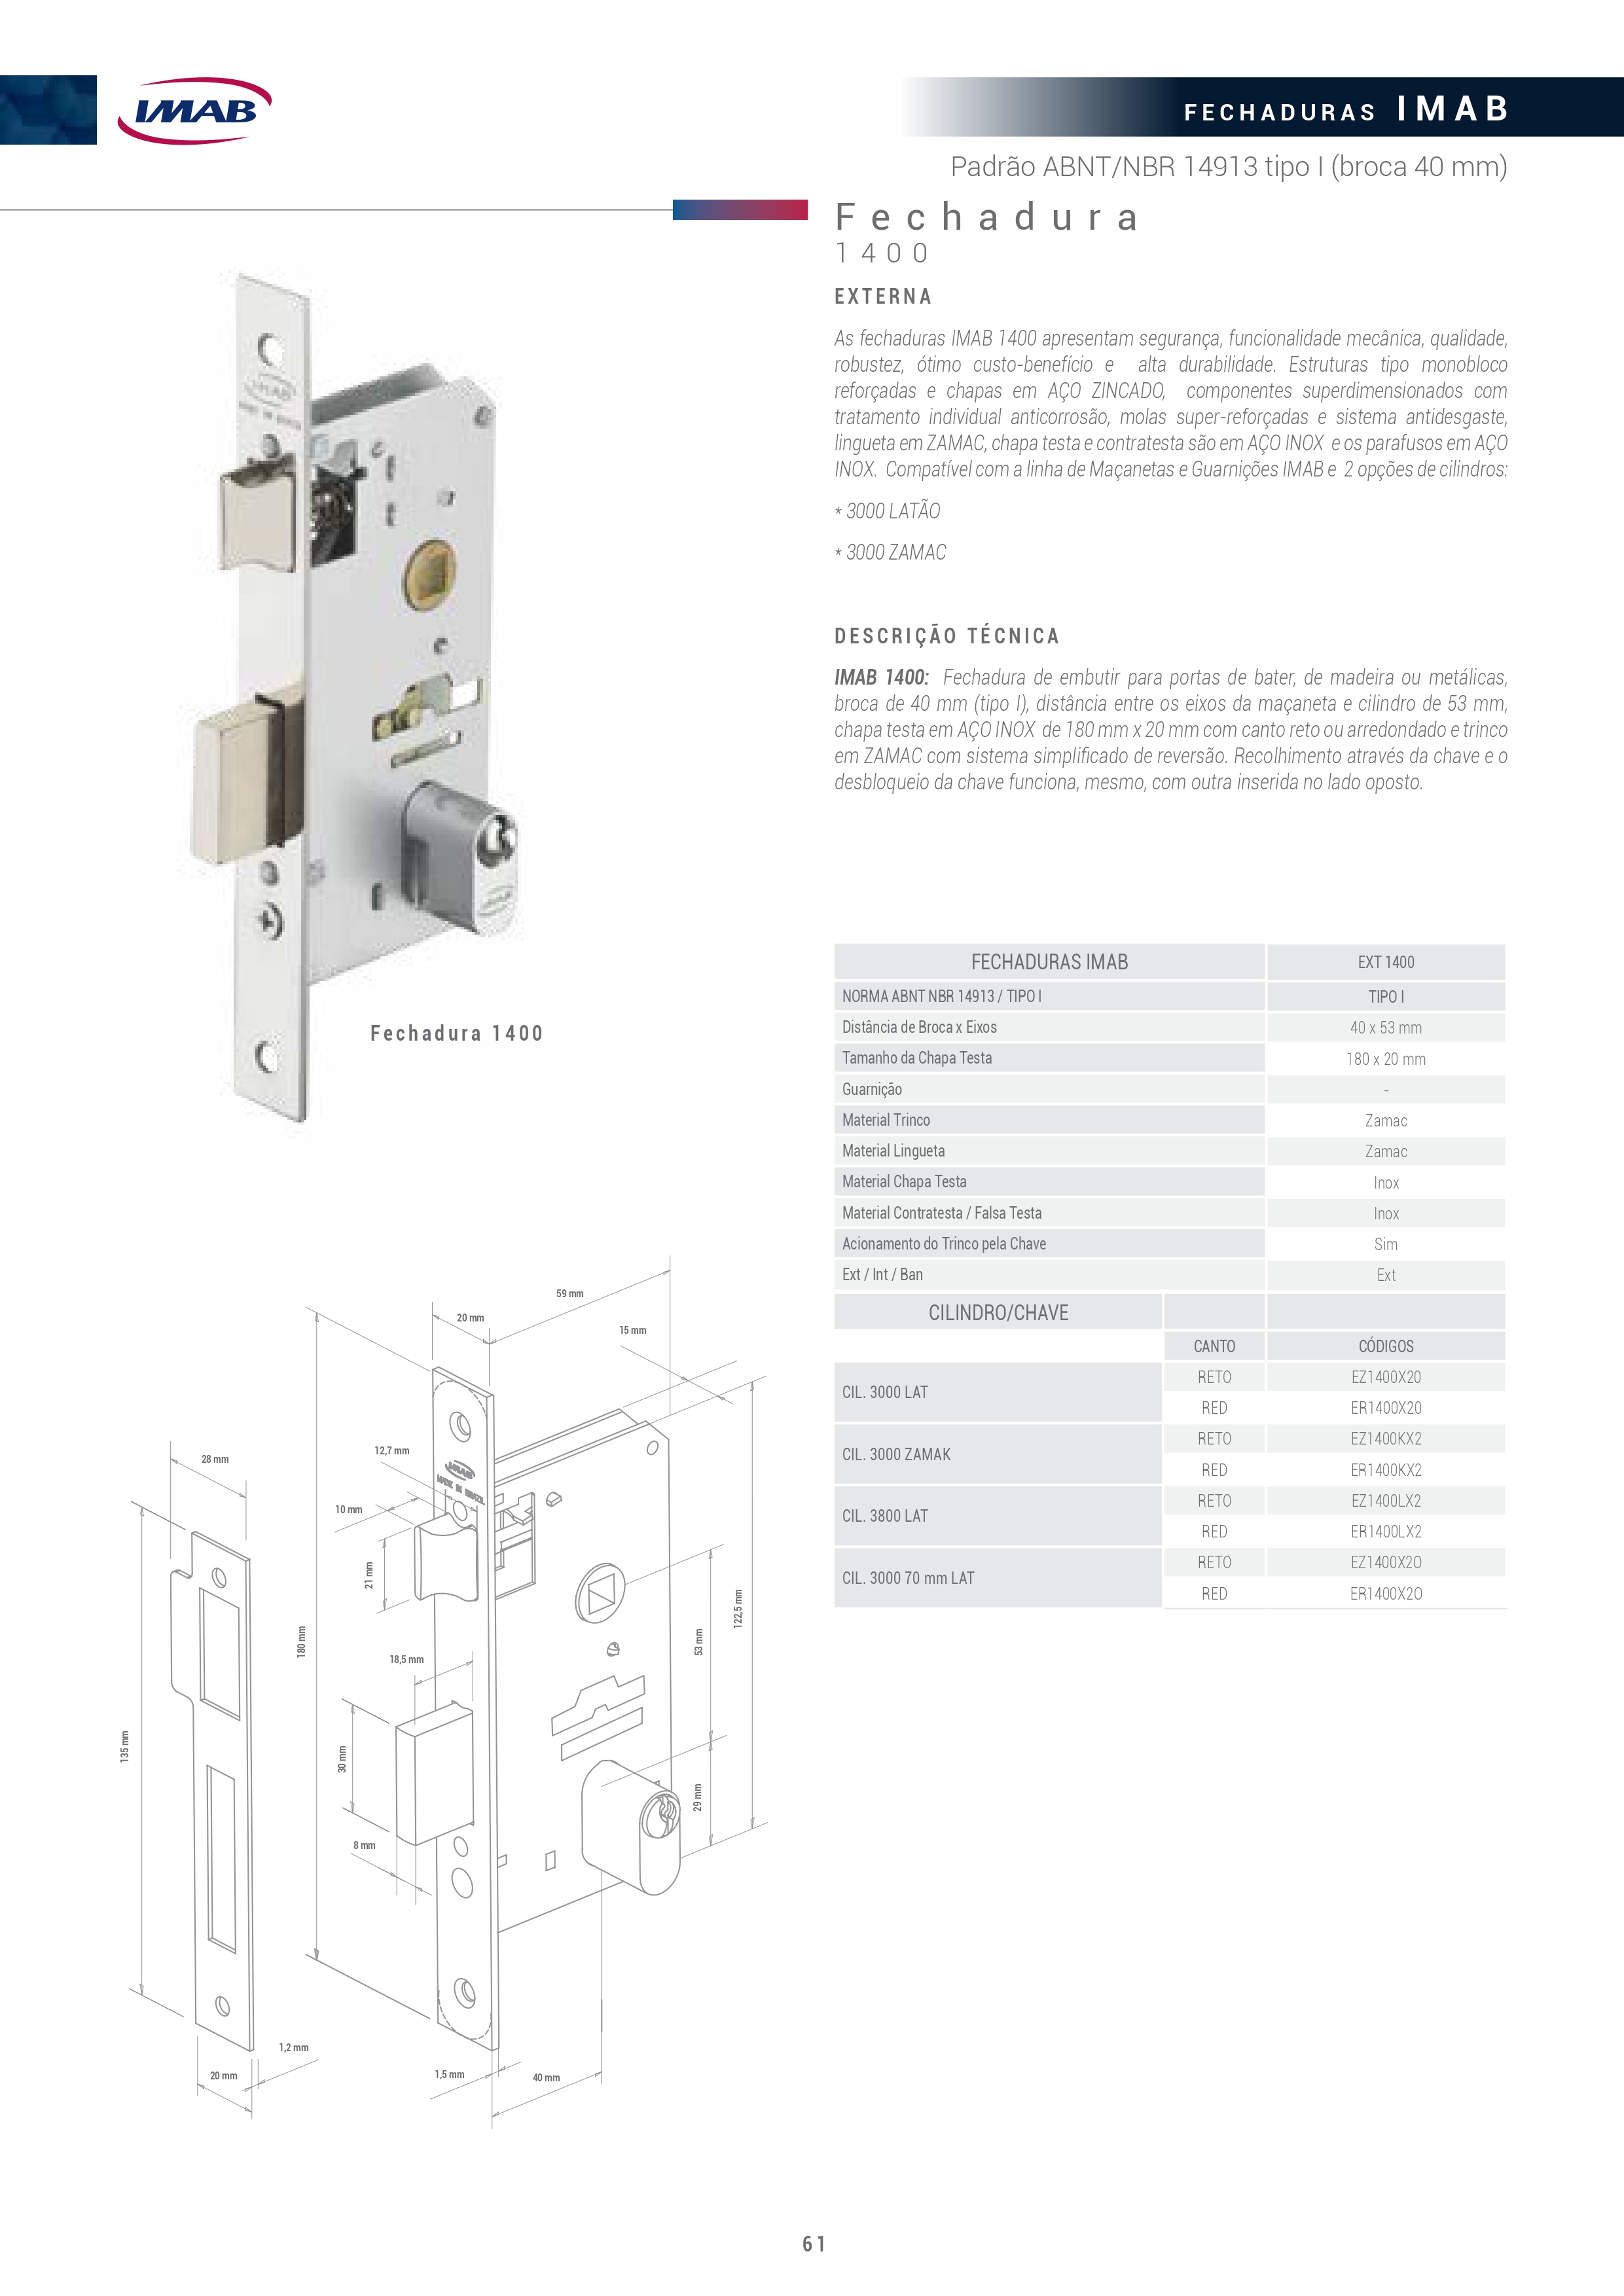 IMAB
FECHADURAS IMAB
Padrão ABNT/NBR 14913 tipo I (broca 40 mm)
Fechadura
1400
EXTERNA
As fechaduras IMAB 1400 apresentam segurança, funcionalidade mecânica, qualidade,
robustez, ótimo custo-benefício e alta durabilidade. Estruturas tipo monobloco
reforçadas e chapas em AÇO ZINCADO, componentes superdimensionados com
tratamento individual anticorrosão, molas super-reforçadas e sistema antidesgaste,
lingueta em ZAMAC, chapa testa e contratesta são em AÇO INOX e os parafusos em AÇO
INOX. Compatível com a linha de Maçanetas e Guarnições IMAB e 2 opções de cilindros:
* 3000 LATÃO
* 3000 ZAMAC
DESCRIÇÃO TÉCNICA
IMAB 1400: Fechadura de embutir para portas de bater, de madeira ou metálicas,
broca de 40 mm (tipo I), distância entre os eixos da maçaneta e cilindro de 53 mm,
chapa testa em AÇO INOX de 180 mm x 20 mm com canto reto ou arredondado e trinco
em ZAMAC com sistema simplificado de reversão. Recolhimento através da chave e o
desbloqueio da chave funciona, mesmo, com outra inserida no lado oposto.
IMAB
Fechadura 1400
FECHADURAS IMAB EXT 1400
NORMA ABNT NBR 14913 / TIPO I TIPO I
Distância de Broca x Eixos 40 x 53 mm
Tamanho da Chapa Testa 180 x 20 mm
Guarnição -
Material Trinco Zamac
Material Lingueta Zamac
Material Chapa Testa Inox
Material Contratesta / Falsa Testa Inox
Acionamento do Trinco pela Chave Sim
Ext / Int / Ban Ext
CILINDRO/CHAVE
CANTO CÓDIGOS
CIL. 3000 LAT
RETO EZ1400X20
RED ER1400X20
CIL. 3000 ZAMAK
RETO EZ1400KX2
RED ER1400KX2
CIL. 3800 LAT
RETO EZ1400LX2
RED ER1400LX2
CIL. 3000 70 mm LAT
RETO EZ1400X2O
RED ER1400X2O
59 mm
20 mm
15 mm
12,7 mm
28 mm
IMAB
MADE IN BRAZIL
10 mm
21 mm
180 mm
122,5 mm
53 mm
18,5 mm
135 mm
30 mm
29 mm
8 mm
1,2 mm
20 mm
1,5 mm
40 mm
61